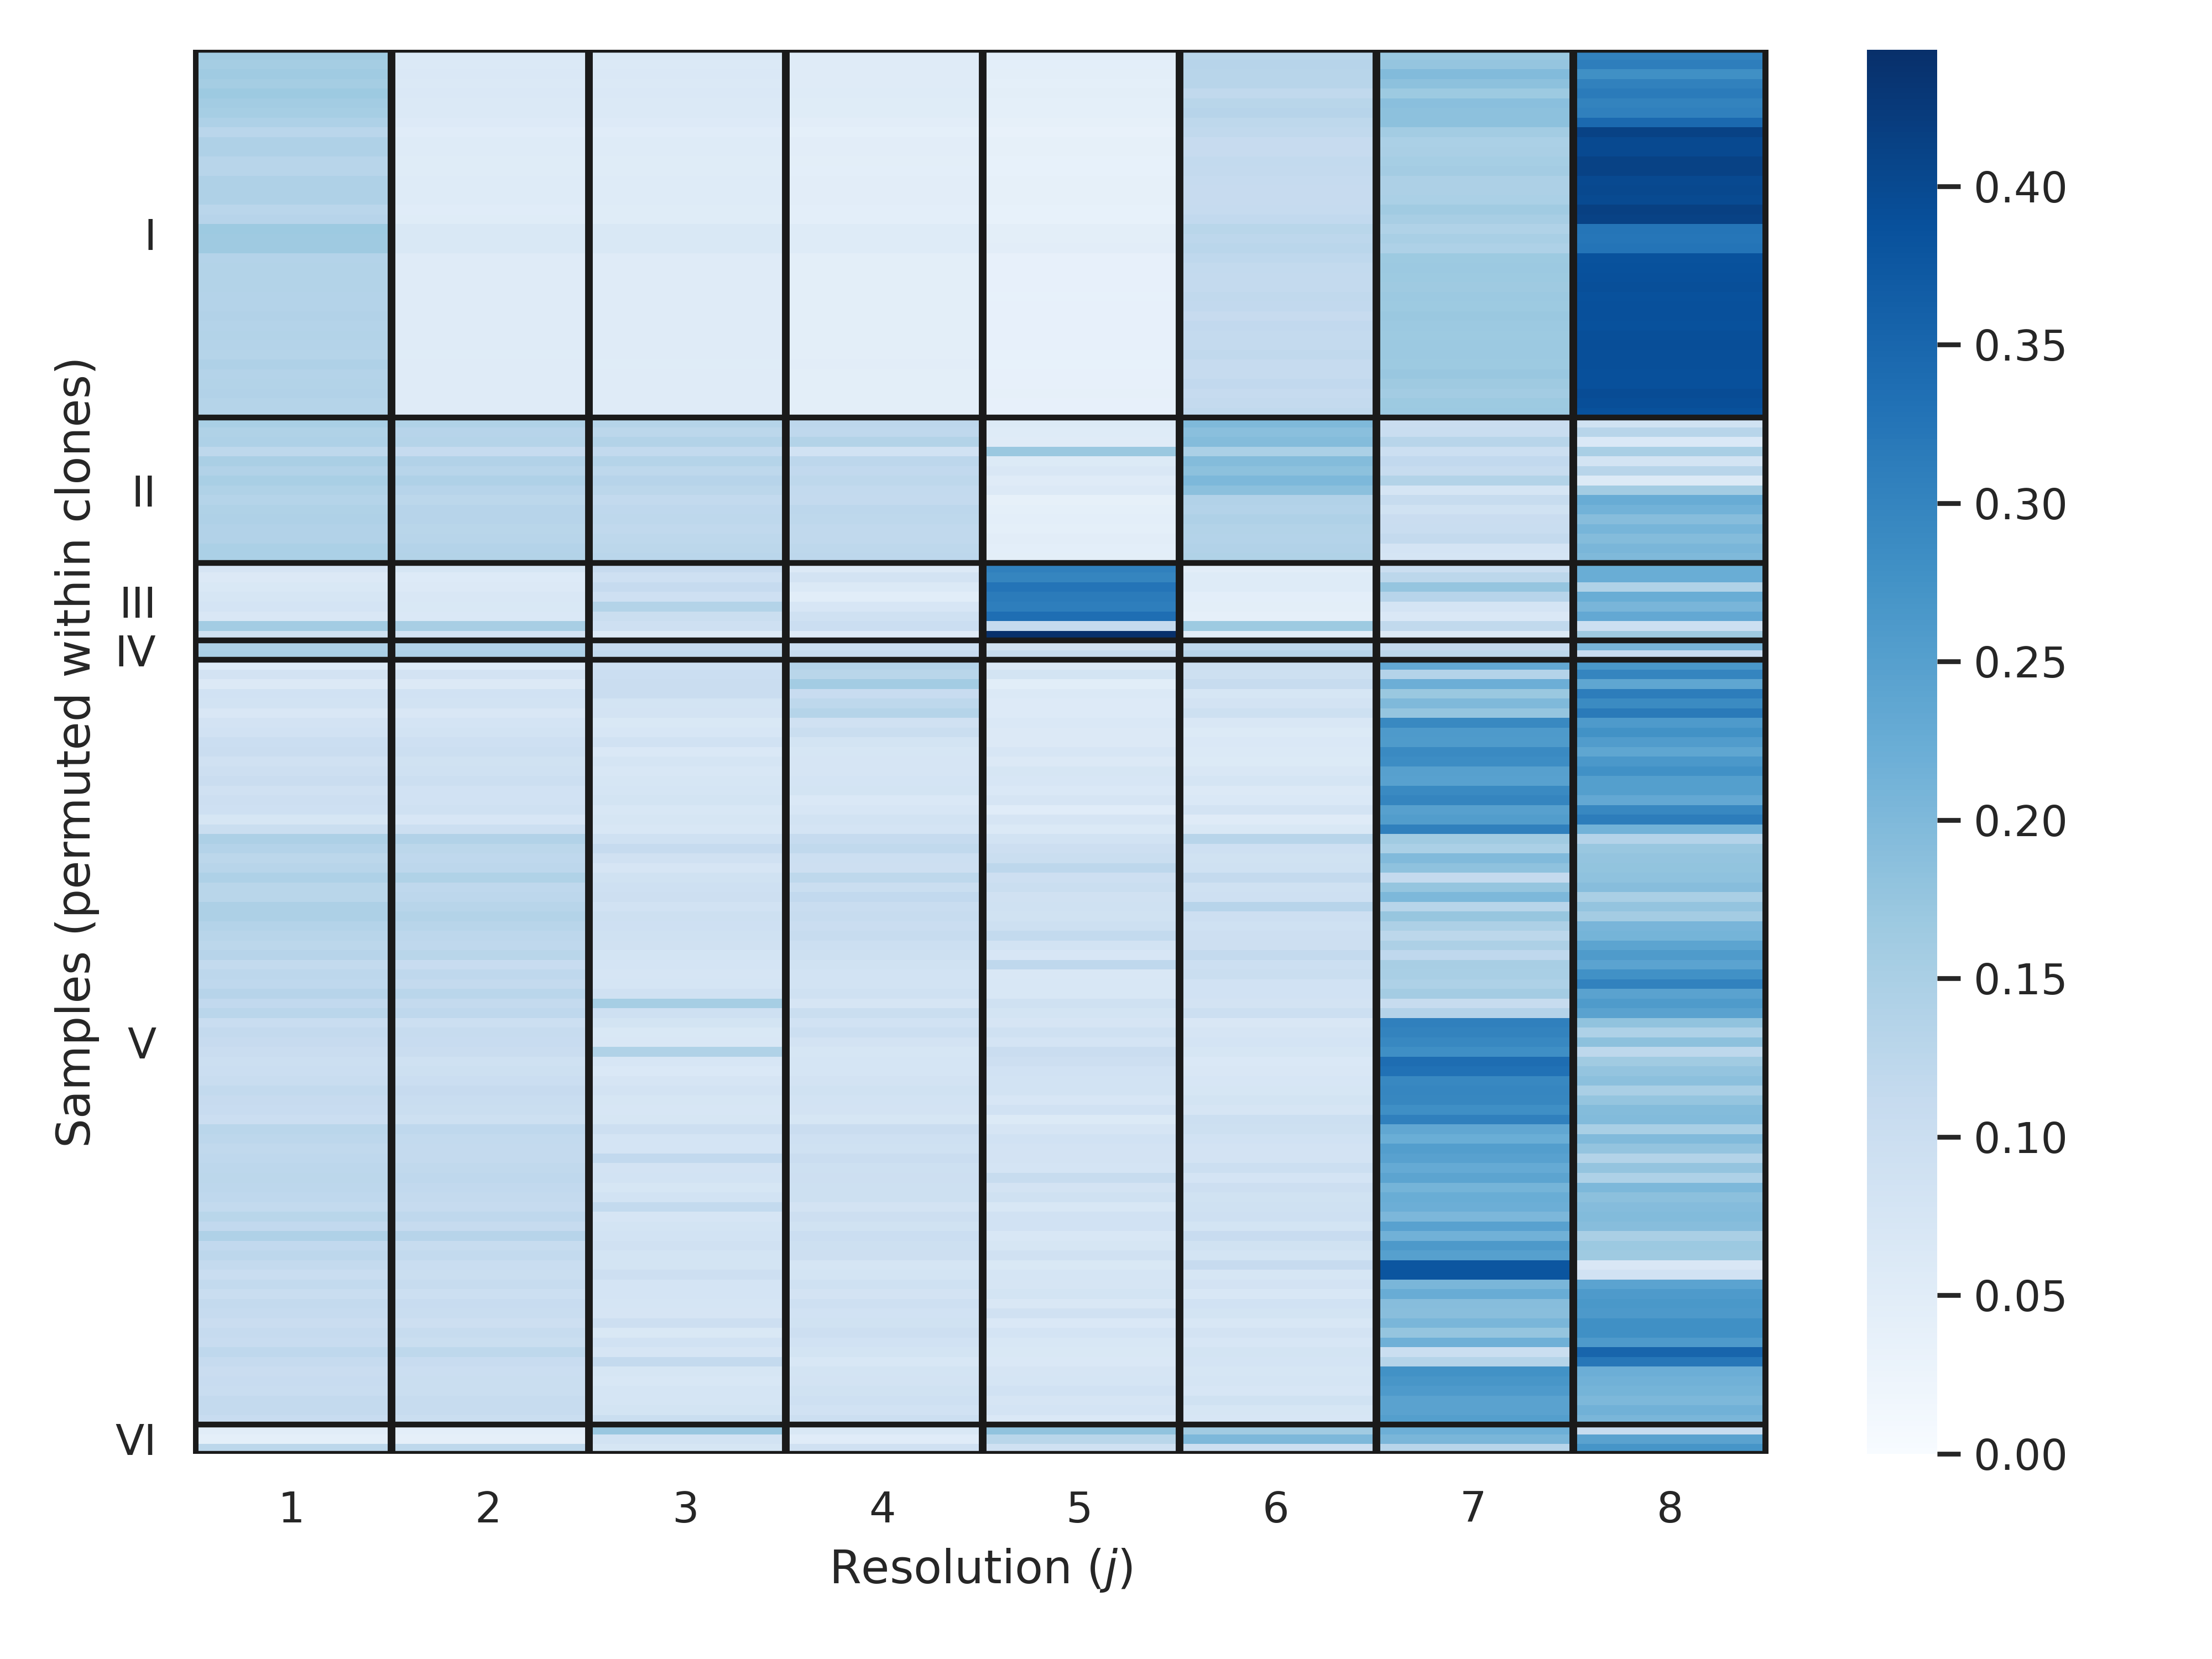 Samples (permuted within clones)
I
II
III
IV
V
VI
1 2 3 4 5 6 7 8
Resolution (j)
0.40
0.35
0.30
0.25
0.20
0.15
0.10
0.05
0.00